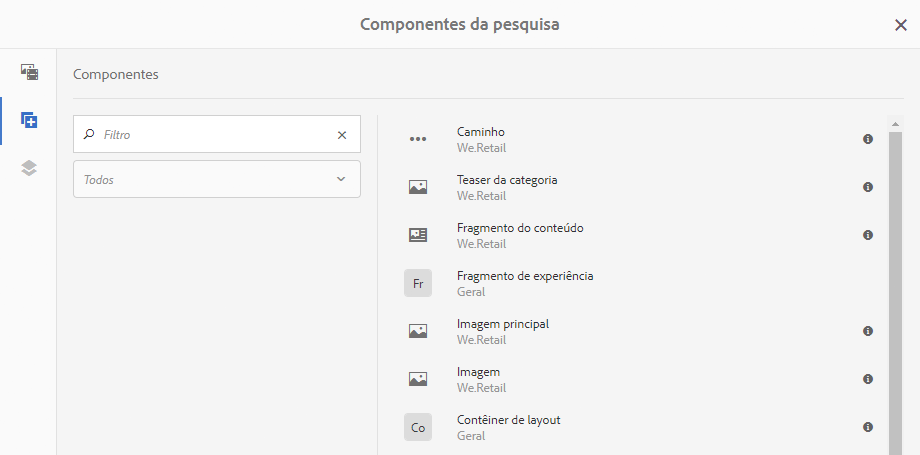 Componentes da pesquisa
Componentes
Filtro
Todos
Caminho
We.Retail
Teaser da categoria
We.Retail
Fragmento do conteúdo
We.Retail
Fr
Fragmento de experiência
Geral
Imagem principal
We.Retail
Imagem
We.Retail
Co
Contêiner de layout
Geral